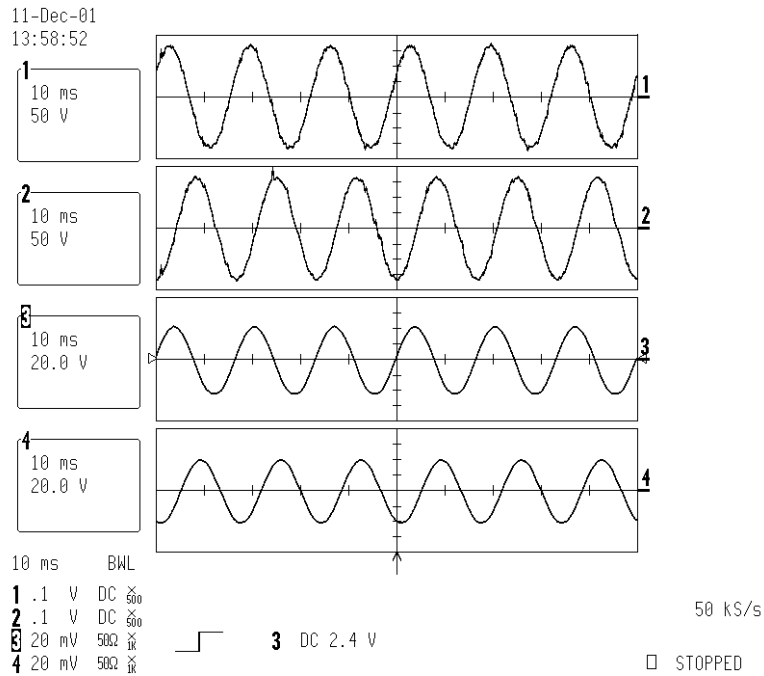 11-Dec-01
13:58:52
1
10 ms
50 V
1
2
10 ms
50 V
2
3
10 ms
20.0 V
3
4
10 ms
20.0 V
4
10 ms BWL
1 .1 V DC × 500
2 .1 V DC × 500
3 20 mV 50Ω × 1K
4 20 mV 50Ω × 1K
3 DC 2.4 V
50 kS/s
STOPPED